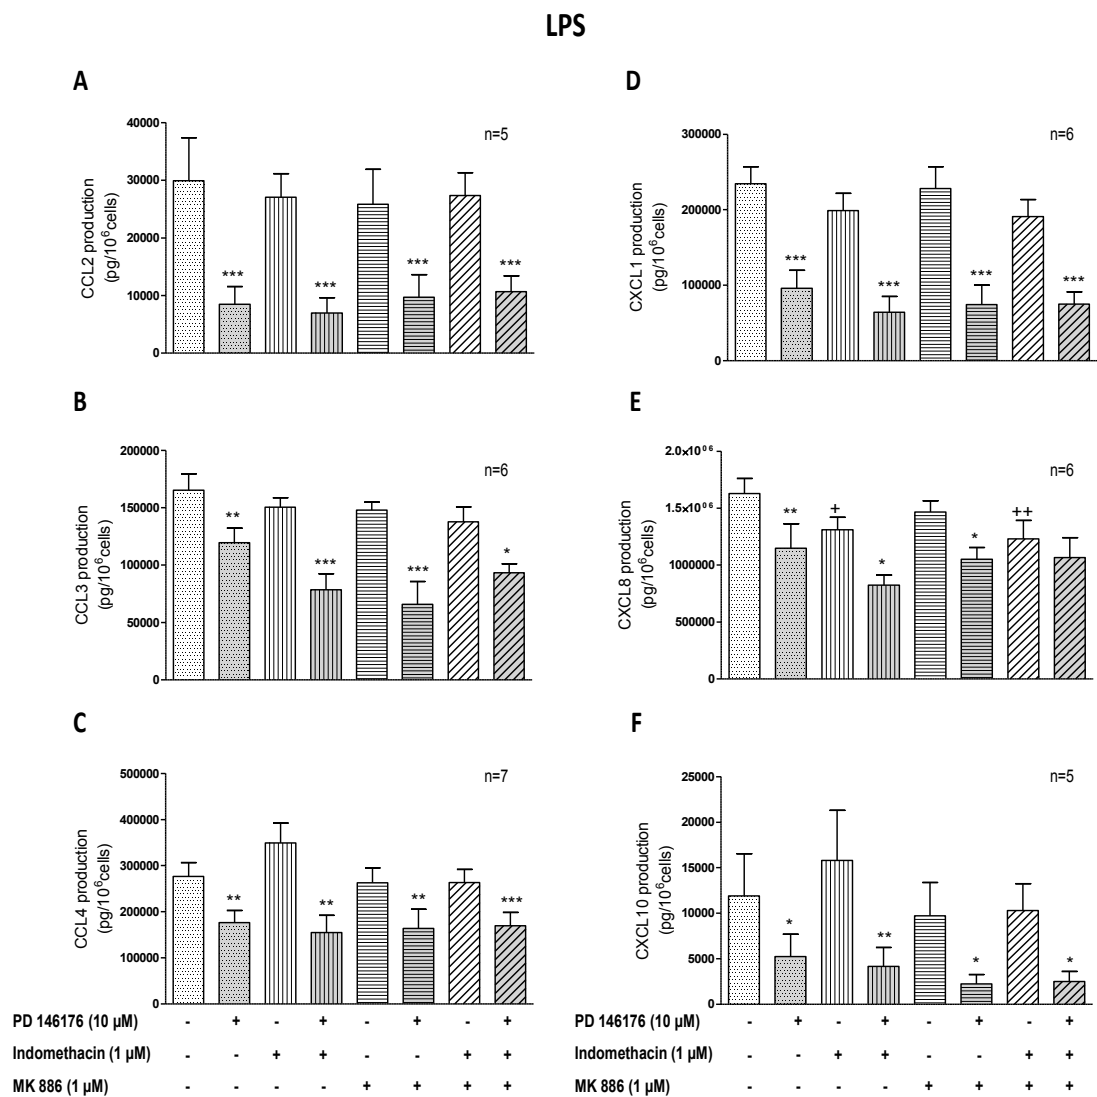 LPS
A
40000
30000
20000
10000
0
CCL2 production
(pg/10⁶cells)
n=5
***
***
***
***
B
200000
150000
100000
50000
0
CCL3 production
(pg/10⁶cells)
n=6
**
***
***
*
C
500000
400000
300000
200000
100000
0
CCL4 production
(pg/10⁶cells)
n=7
**
**
**
***
PD 146176 (10 µM) - + - + - + - +
Indomethacin (1 µM) - - + + - - + +
MK 886 (1 µM) - - - - + + + +
D
300000
200000
100000
0
CXCL1 production
(pg/10⁶cells)
n=6
***
***
***
***
E
2.0×10⁰⁶
1.5×10⁰⁶
1000000
500000
0
CXCL8 production
(pg/10⁶cells)
n=6
**
+
*
*
++
F
25000
20000
15000
10000
5000
0
CXCL10 production
(pg/10⁶cells)
n=5
*
**
*
*
PD 146176 (10 µM) - + - + - + - +
Indomethacin (1 µM) - - + + - - + +
MK 886 (1 µM) - - - - + + + +